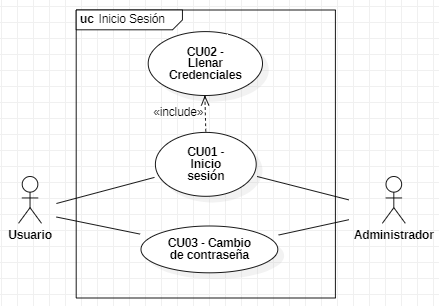 uc Inicio Sesión
CU02 -
Llenar
Credenciales
«include»
CU01 -
Inicio
sesión
Usuario
Administrador
CU03 - Cambio
de contraseña